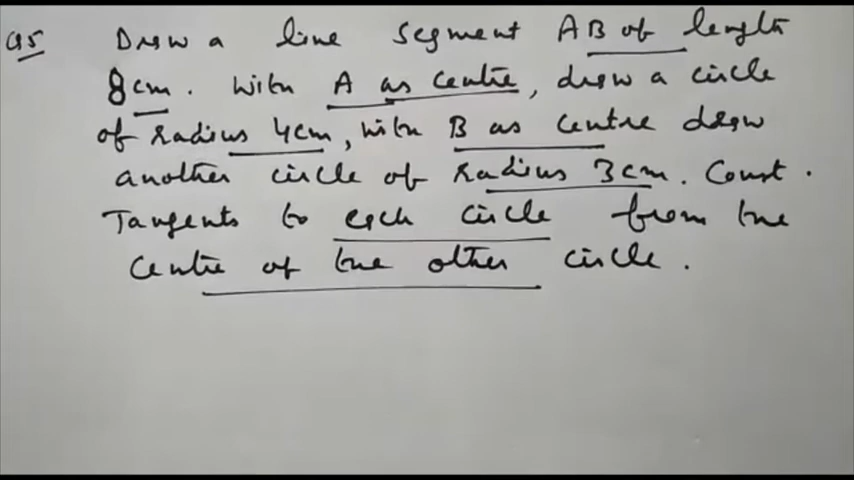 Q5 Draw a line segment AB of length
8cm. With A as centre, draw a circle
of radius 4cm, with B as centre draw
another circle of radius 3cm. Const.
Tangents to each circle from the
Centre of the other circle.